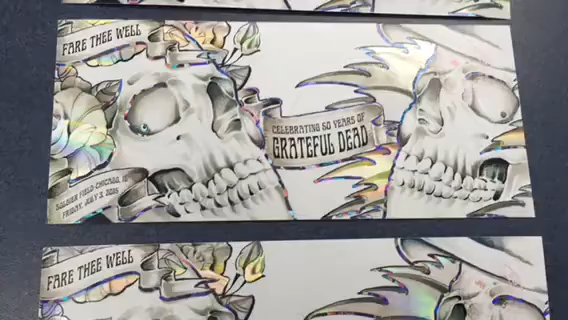 FARE THEE WELL
CELEBRATING 50 YEARS OF
GRATEFUL DEAD
SOLDIER FIELD·CHICAGO, IL
FRIDAY, JULY 3, 2015
FARE THEE WELL